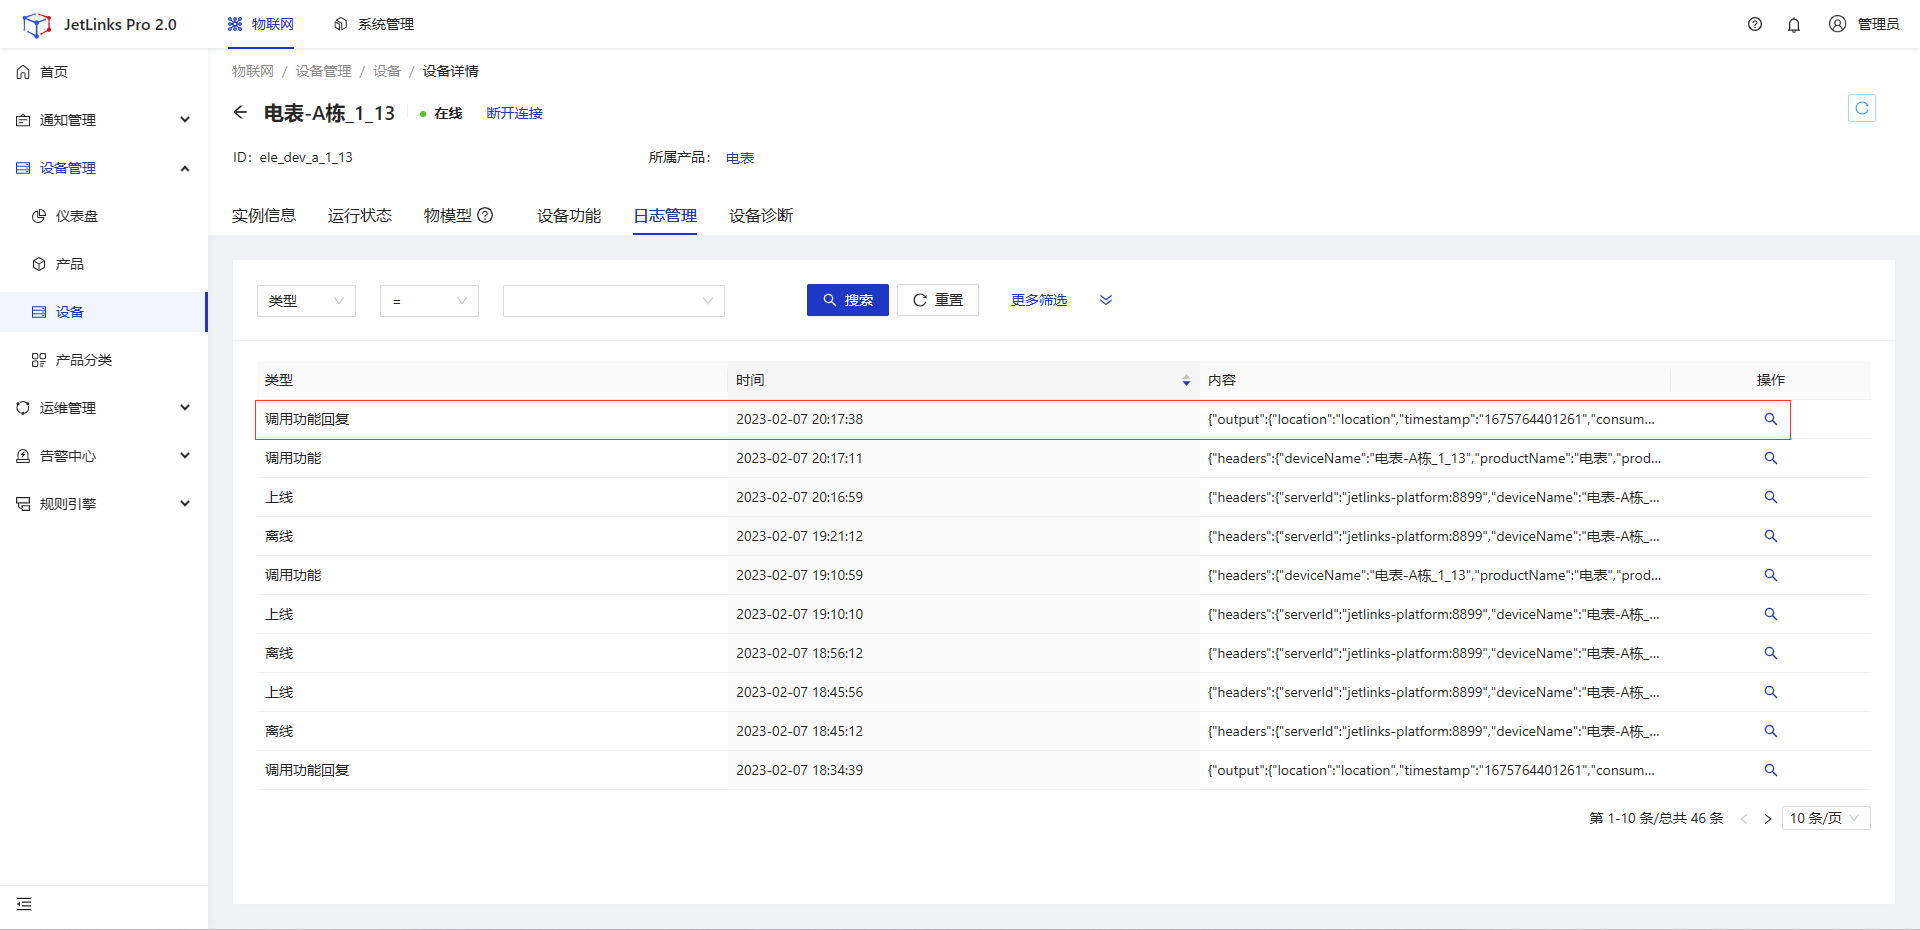 JetLinks Pro 2.0
物联网
系统管理
管理员
首页
通知管理
设备管理
仪表盘
产品
设备
产品分类
运维管理
告警中心
规则引擎
物联网 / 设备管理 / 设备 / 设备详情
电表-A栋_1_13 在线 断开连接
ID: ele_dev_a_1_13 所属产品: 电表
实例信息 运行状态 物模型 设备功能 日志管理 设备诊断
类型 = 搜索 重置 更多筛选
类型 时间 内容 操作
调用功能回复 2023-02-07 20:17:38 {"output":{"location":"location","timestamp":"1675764401261","consum...
调用功能 2023-02-07 20:17:11 {"headers":{"deviceName":"电表-A栋_1_13","productName":"电表","prod...
上线 2023-02-07 20:16:59 {"headers":{"serverId":"jetlinks-platform:8899","deviceName":"电表-A栋_...
离线 2023-02-07 19:21:12 {"headers":{"serverId":"jetlinks-platform:8899","deviceName":"电表-A栋_...
调用功能 2023-02-07 19:10:59 {"headers":{"deviceName":"电表-A栋_1_13","productName":"电表","prod...
上线 2023-02-07 19:10:10 {"headers":{"serverId":"jetlinks-platform:8899","deviceName":"电表-A栋_...
离线 2023-02-07 18:56:12 {"headers":{"serverId":"jetlinks-platform:8899","deviceName":"电表-A栋_...
上线 2023-02-07 18:45:56 {"headers":{"serverId":"jetlinks-platform:8899","deviceName":"电表-A栋_...
离线 2023-02-07 18:45:12 {"headers":{"serverId":"jetlinks-platform:8899","deviceName":"电表-A栋_...
调用功能回复 2023-02-07 18:34:39 {"output":{"location":"location","timestamp":"1675764401261","consum...
第 1-10 条/总共 46 条 < > 10 条/页